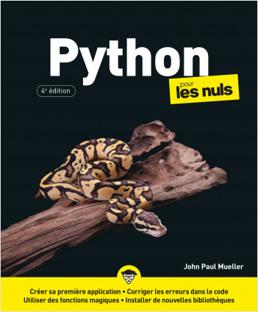 Python
pour
les nuls
4e édition
John Paul Mueller
Créer sa première application • Corriger les erreurs dans le code
Utiliser des fonctions magiques • Installer de nouvelles bibliothèques